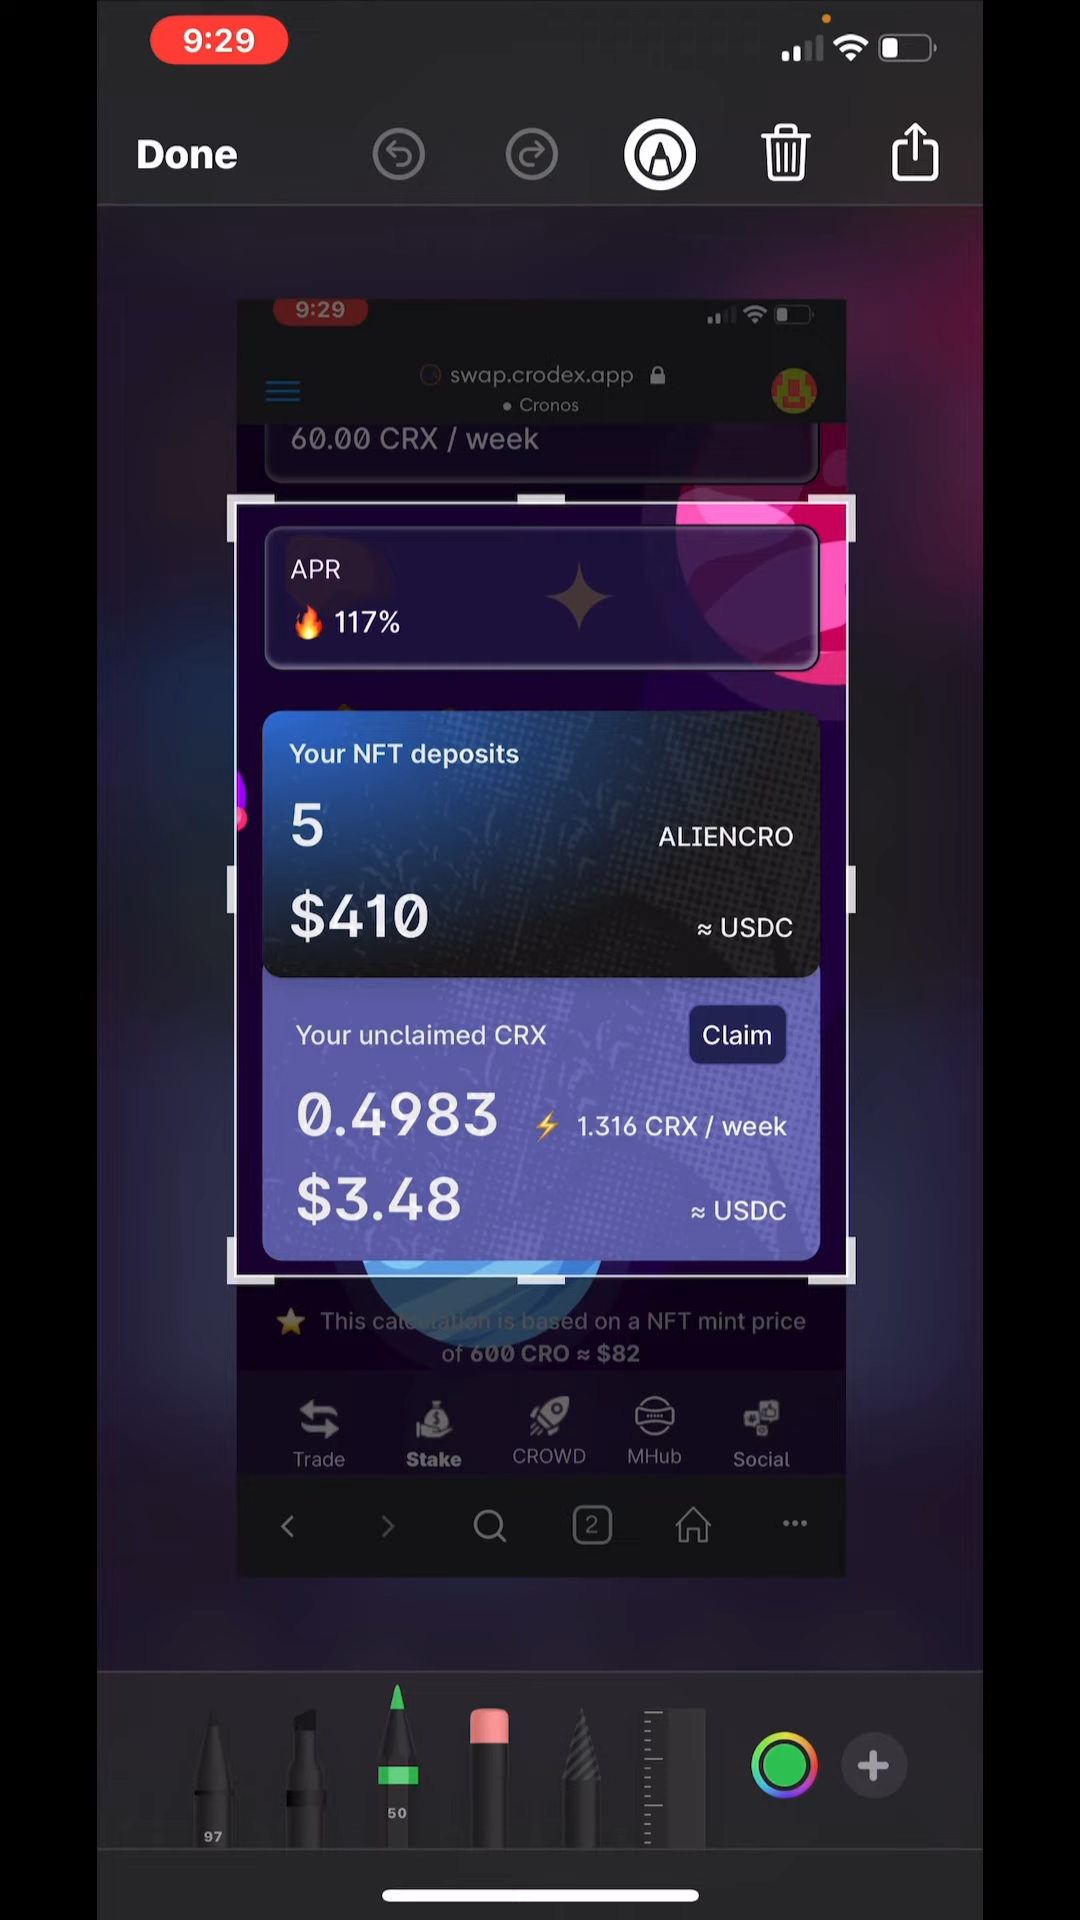 9:29
Done
9:29
swap.crodex.app
Cronos
60.00 CRX / week
APR
🔥 117%
Your NFT deposits
5 ALIENCRO
$410 ≈ USDC
Your unclaimed CRX Claim
0.4983 ⚡ 1.316 CRX / week
$3.48 ≈ USDC
⭐ This calculation is based on a NFT mint price
of 600 CRO ≈ $82
Trade Stake CROWD MHub Social
2
97 50